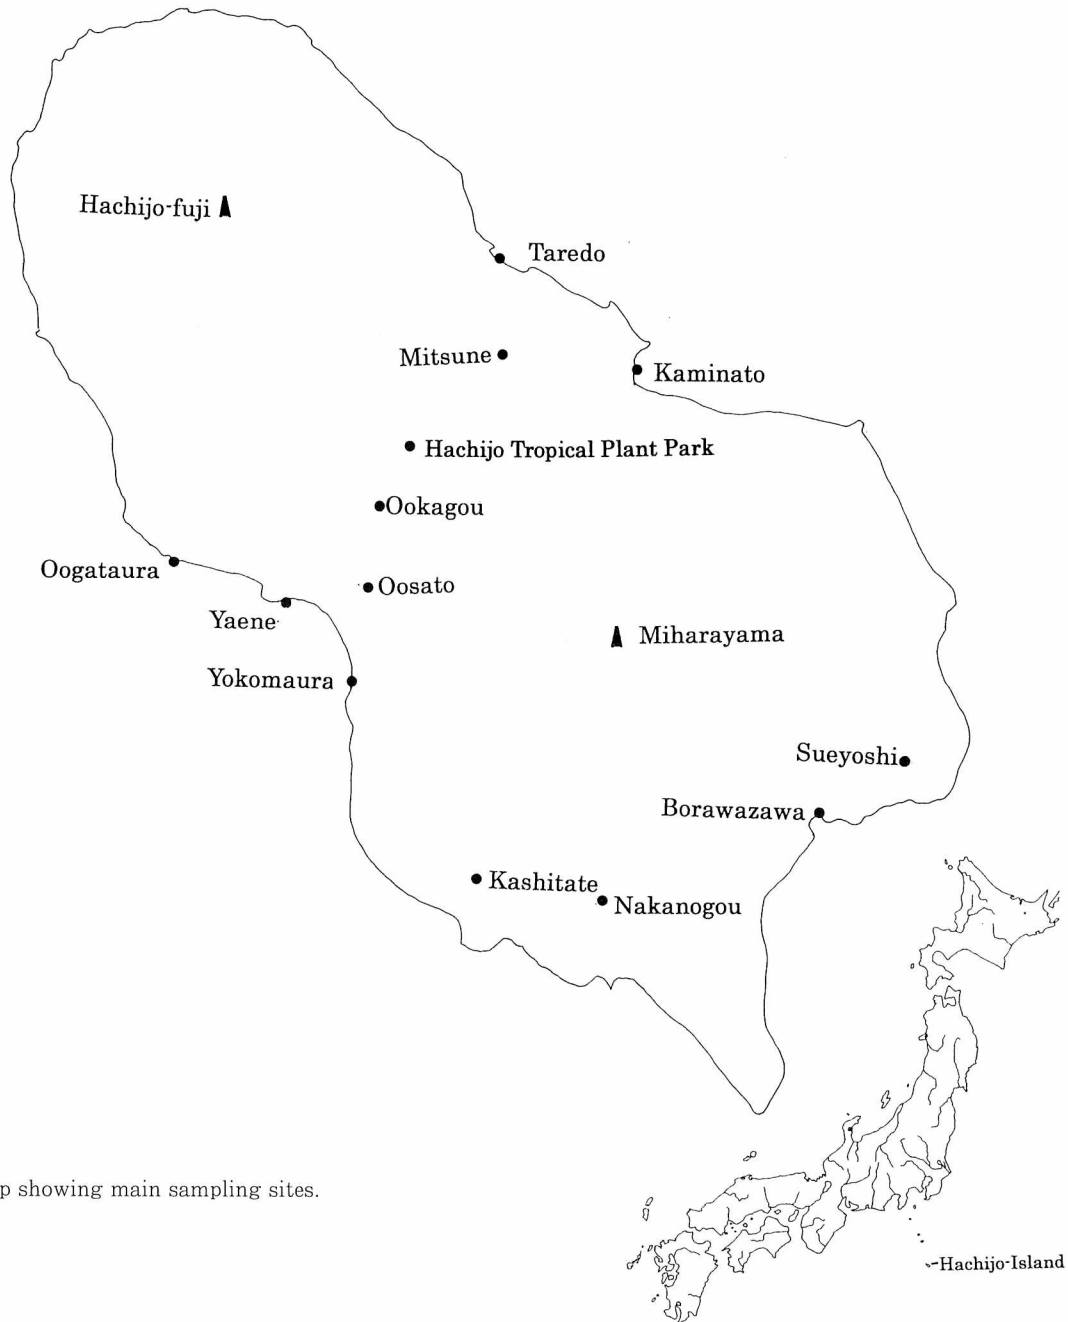 Hachijo-fuji
Taredo
Mitsune
Kaminato
Hachijo Tropical Plant Park
Ookagou
Oogataura
Oosato
Yaene
Miharayama
Yokomaura
Sueyoshi
Borawazawa
Kashitate
Nakanogou
p showing main sampling sites.
Hachijo-Island